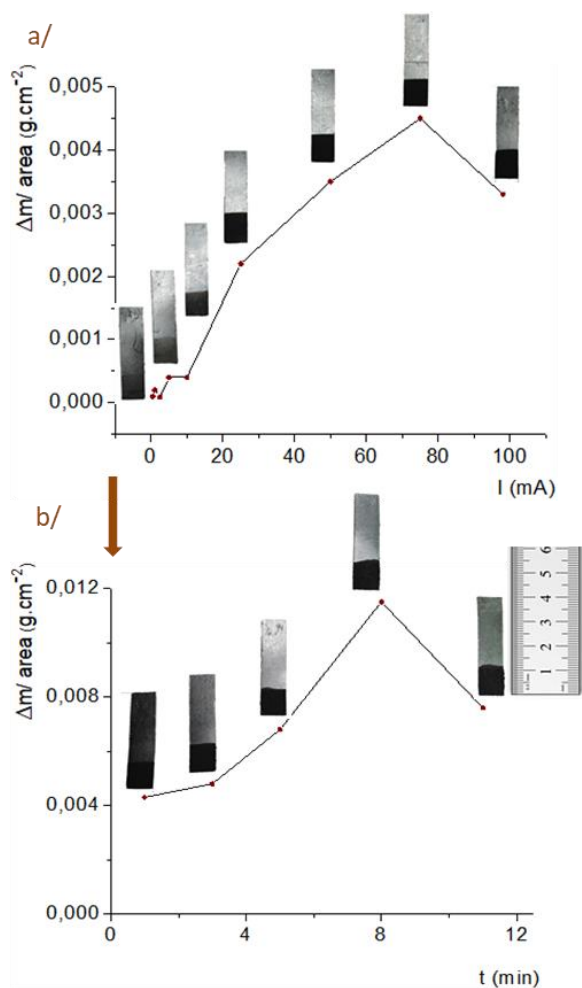 a/
Δm/ area (g.cm⁻²)
0,005
0,004
0,003
0,002
0,001
0,000
0 20 40 60 80 100
I (mA)
b/
Δm/ area (g.cm⁻²)
0,012
0,008
0,004
0,000
0 4 8 12
t (min)
6
5
4
3
2
1